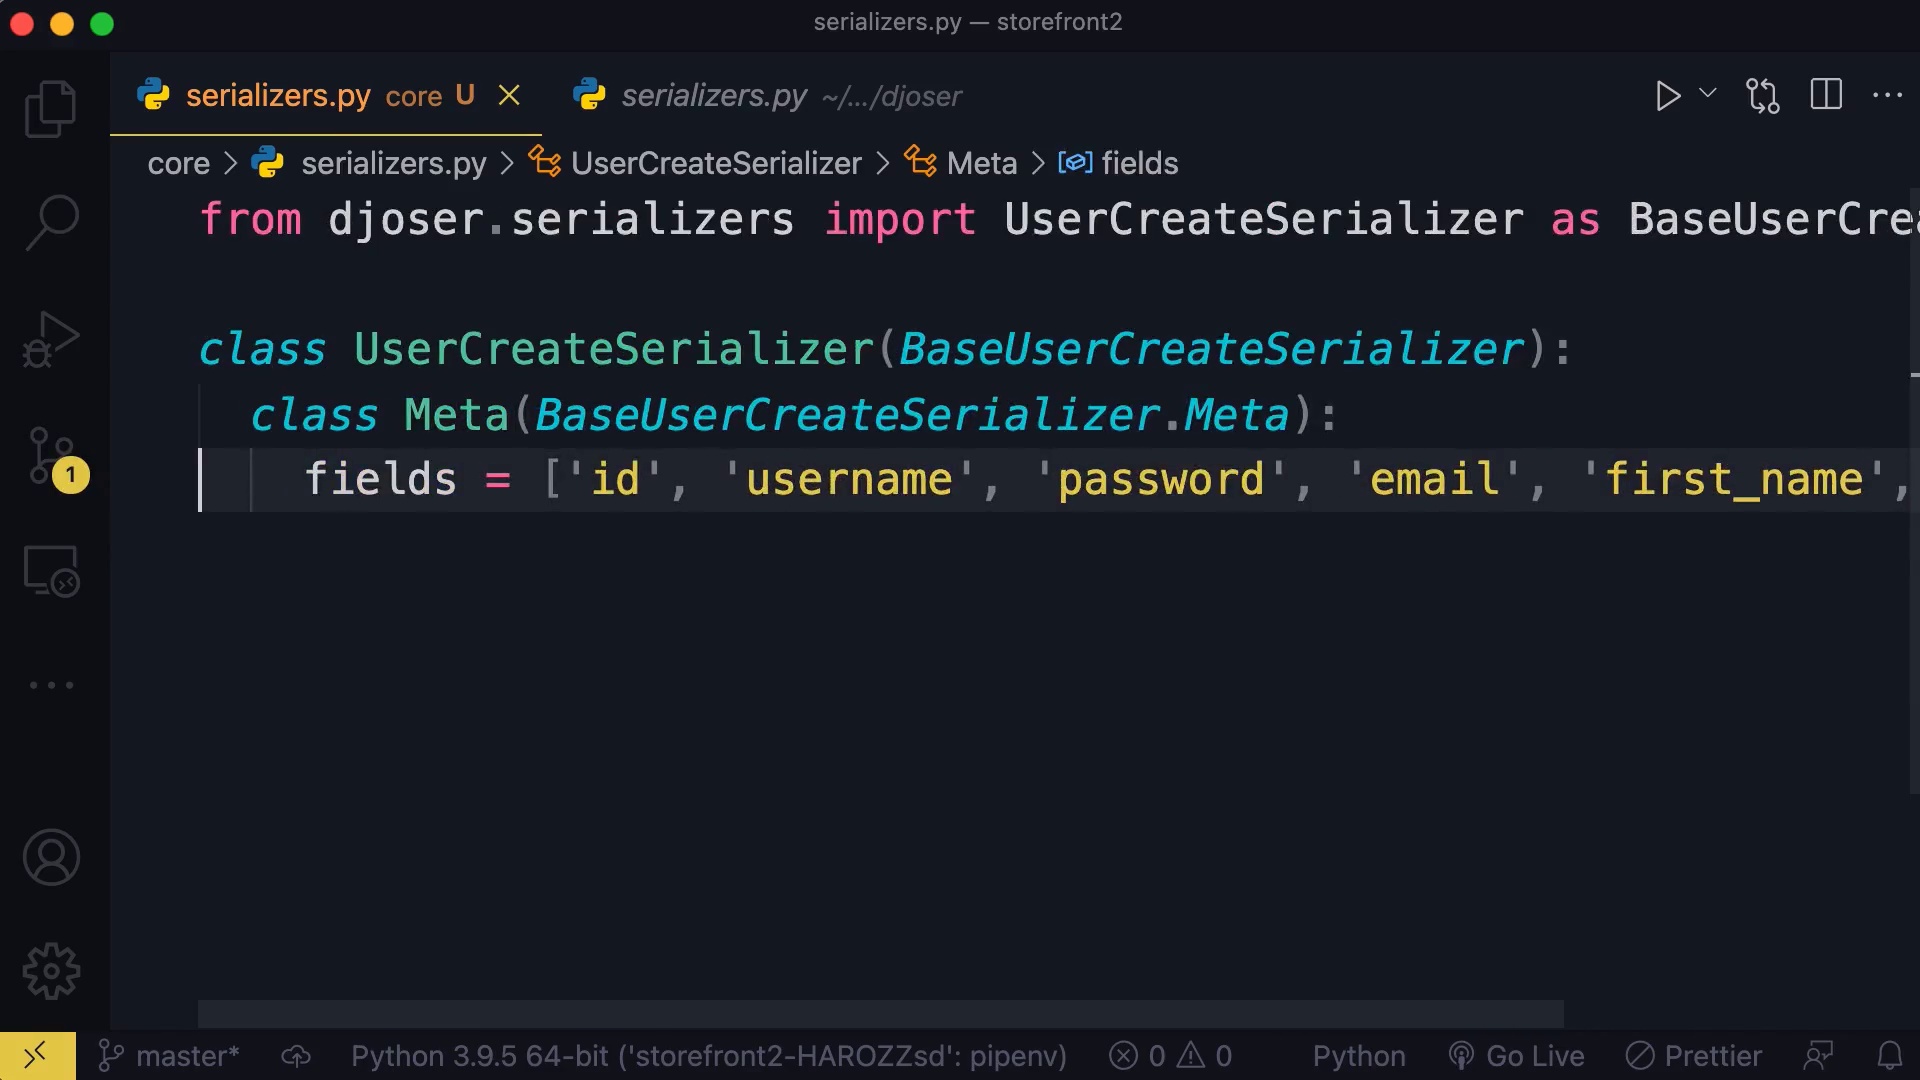 serializers.py — storefront2
serializers.py core U
serializers.py ~/.../djoser
core > serializers.py > UserCreateSerializer > Meta > fields
from djoser.serializers import UserCreateSerializer as BaseUserCrea
class UserCreateSerializer(BaseUserCreateSerializer):
class Meta(BaseUserCreateSerializer.Meta):
fields = ['id', 'username', 'password', 'email', 'first_name',
1
master* Python 3.9.5 64-bit ('storefront2-HAROZZsd': pipenv) 0 0 Python Go Live Prettier